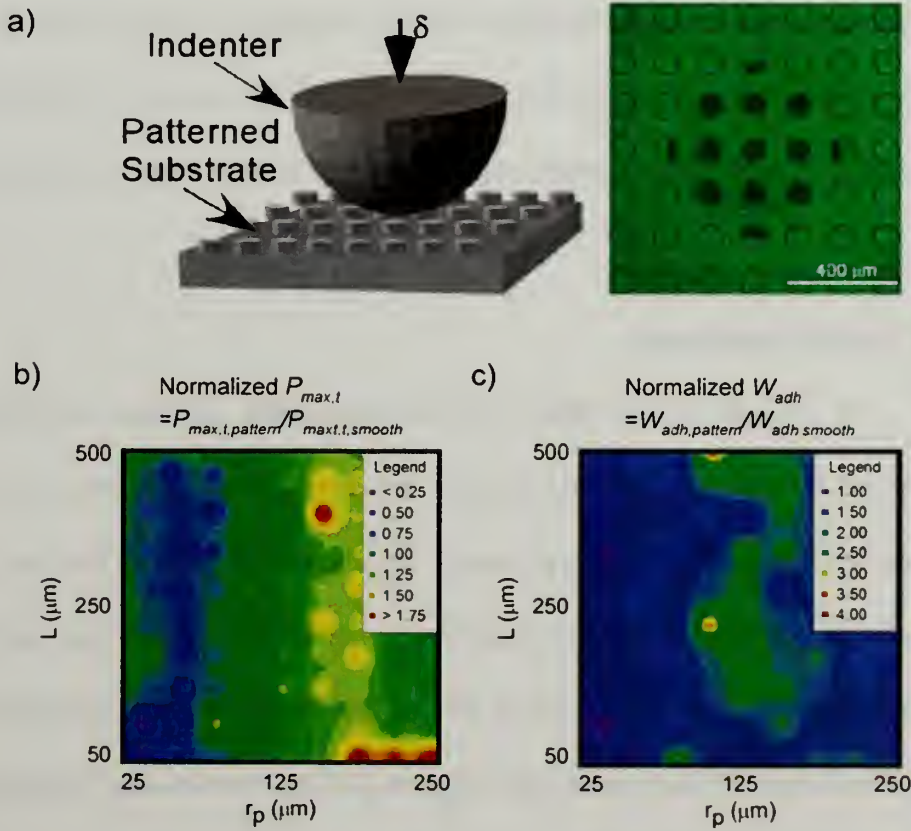 a)
δ
Indenter
Patterned
Substrate
400 μm
b)
Normalized P_max,t
=P_max,t,pattern/P_maxt,t,smooth
500
250
50
L (μm)
25
125
250
r_p (μm)
Legend
< 0 25
0 50
0 75
1 00
1 25
1 50
> 1 75
c)
Normalized W_adh
=W_adh,pattern/W_adh smooth
500
250
50
L (μm)
25
125
250
r_p (μm)
Legend
1 00
1 50
2 00
2 50
3 00
3 50
4 00